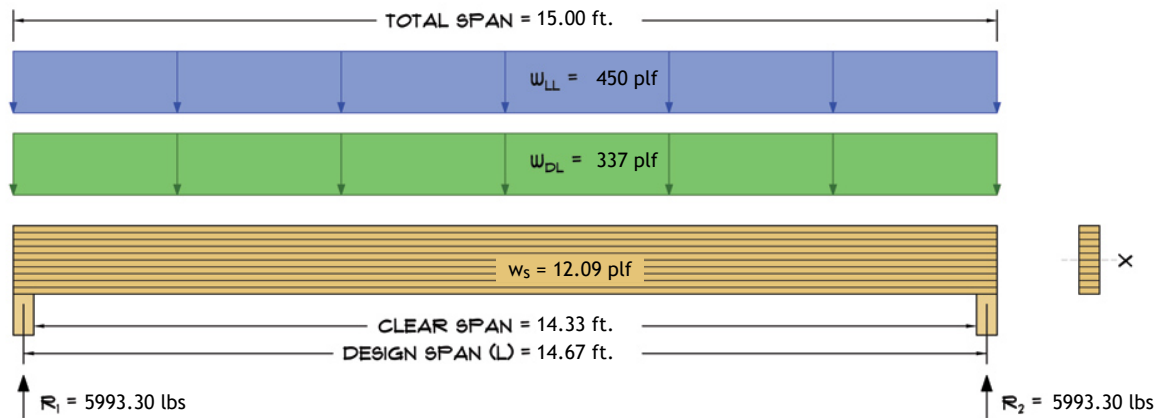 TOTAL SPAN = 15.00 ft.
WLL = 450 plf
WDL = 337 plf
ws = 12.09 plf
X
CLEAR SPAN = 14.33 ft.
DESIGN SPAN (L) = 14.67 ft.
R1 = 5993.30 lbs
R2 = 5993.30 lbs